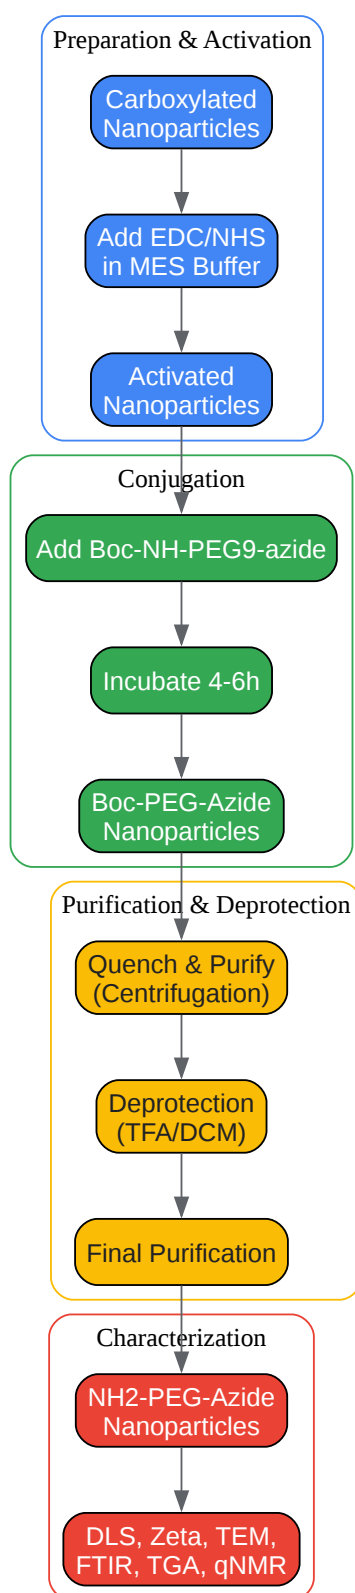 Preparation & Activation
Carboxylated
Nanoparticles
Add EDC/NHS
in MES Buffer
Activated
Nanoparticles
Conjugation
Add Boc-NH-PEG9-azide
Incubate 4-6h
Boc-PEG-Azide
Nanoparticles
Purification & Deprotection
Quench & Purify
(Centrifugation)
Deprotection
(TFA/DCM)
Final Purification
Characterization
NH2-PEG-Azide
Nanoparticles
DLS, Zeta, TEM,
FTIR, TGA, qNMR